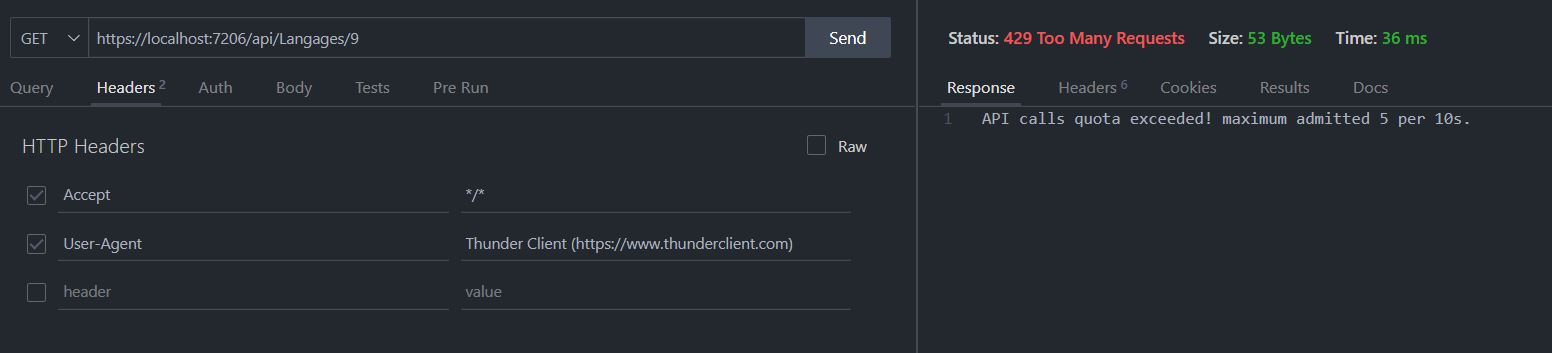 GET https://localhost:7206/api/Langages/9 Send
Query Headers 2 Auth Body Tests Pre Run
HTTP Headers Raw
Accept */*
User-Agent Thunder Client (https://www.thunderclient.com)
header value
Status: 429 Too Many Requests Size: 53 Bytes Time: 36 ms
Response Headers 6 Cookies Results Docs
1 API calls quota exceeded! maximum admitted 5 per 10s.